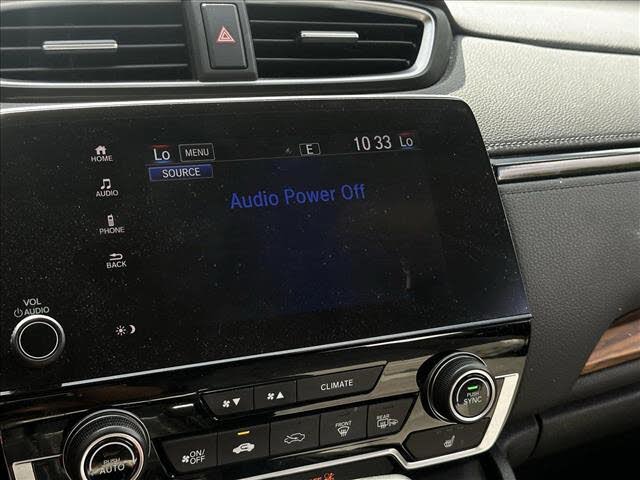 HOME
Lo MENU E 10 33 Lo
SOURCE
AUDIO
Audio Power Off
PHONE
BACK
VOL
AUDIO
CLIMATE
PUSH
SYNC
ON/
OFF
FRONT
REAR
PUSH
AUTO